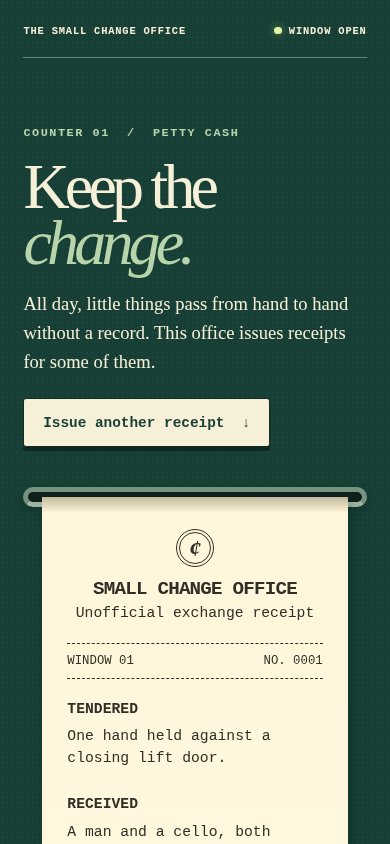 THE SMALL CHANGE OFFICE
WINDOW OPEN
COUNTER 01 / PETTY CASH
Keep the
change.
All day, little things pass from hand to hand
without a record. This office issues receipts
for some of them.
Issue another receipt ↓
¢
SMALL CHANGE OFFICE
Unofficial exchange receipt
WINDOW 01
NO. 0001
TENDERED
One hand held against a
closing lift door.
RECEIVED
A man and a cello, both